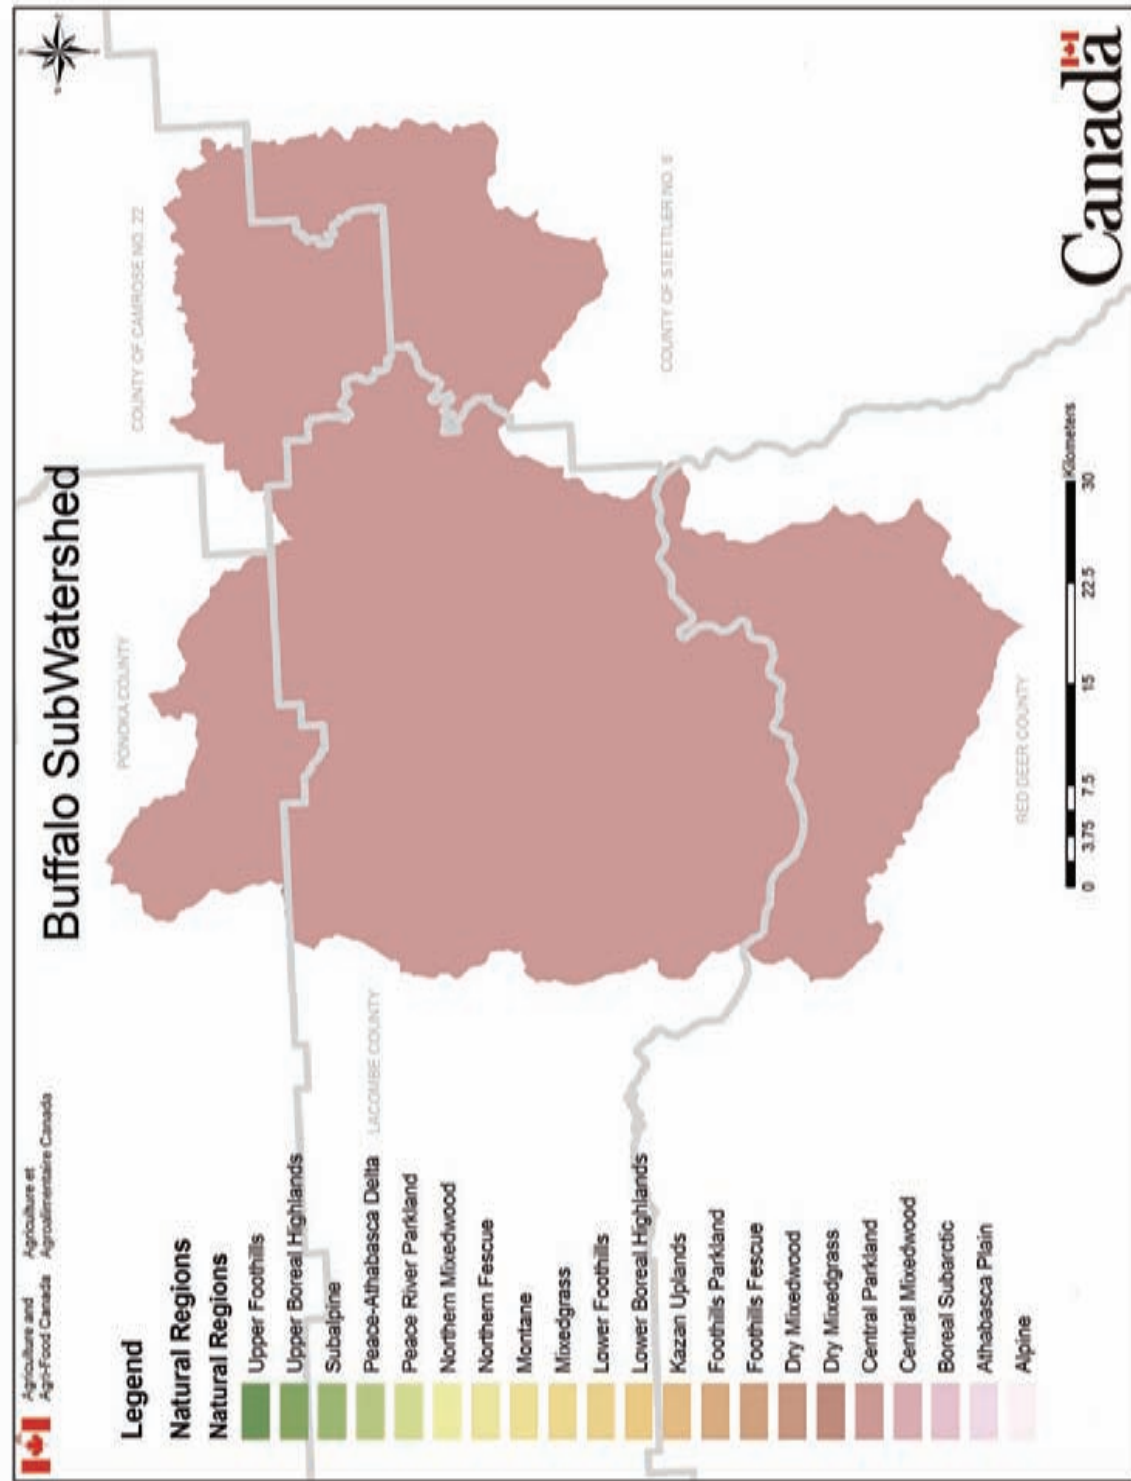 Agriculture and Agriculture et
Agri-Food Canada Agroalimentaire Canada
Buffalo SubWatershed
Legend
Natural Regions
Natural Regions
Upper Foothills
Upper Boreal Highlands
Subalpine
Peace-Athabasca Delta
Peace River Parkland
Northern Mixedwood
Northern Fescue
Montane
Mixedgrass
Lower Foothills
Lower Boreal Highlands
Kazan Uplands
Foothills Parkland
Foothills Fescue
Dry Mixedwood
Dry Mixedgrass
Central Parkland
Central Mixedwood
Boreal Subarctic
Athabasca Plain
Alpine
PONOKA COUNTY
COUNTY OF CAMROSE NO. 22
LACOMBE COUNTY
COUNTY OF STETTLER NO. 6
RED DEER COUNTY
0 3.75 7.5 15 22.5 30
Kilometers
Canada